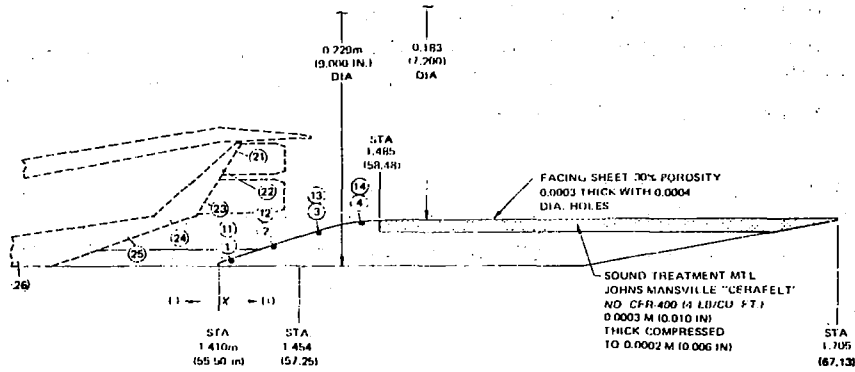 0.229m
(9.000 IN.)
DIA
0.183
(7.200)
DIA
STA
1.485
(58.48)
FACING SHEET 30% POROSITY
0.0003 THICK WITH 0.0004
DIA. HOLES
(21)
(22)
(23)
(24)
(25)
(26)
11
1
12
2
13
3
14
4
(-) X (+)
STA
1.410m
(55.50 in)
STA
1.454
(57.25)
SOUND TREATMENT MTL
JOHNS MANSVILLE "CERAFELT"
NO. CFR-400 (4 LB/CU. FT.)
0.0003 M (0.010 IN)
THICK COMPRESSED
TO 0.0002 M (0.006 IN)
STA
1.705
(67.13)